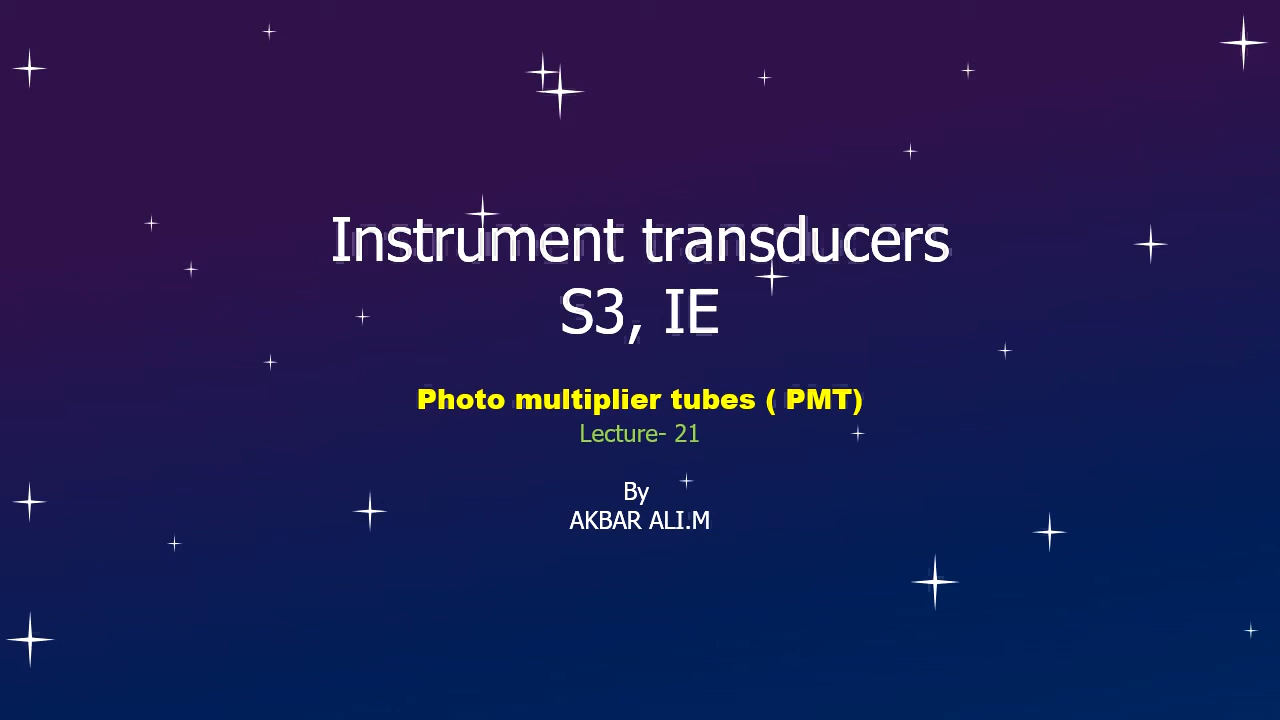 Instrument transducers
S3, IE
Photo multiplier tubes ( PMT)
Lecture- 21
By
AKBAR ALI.M